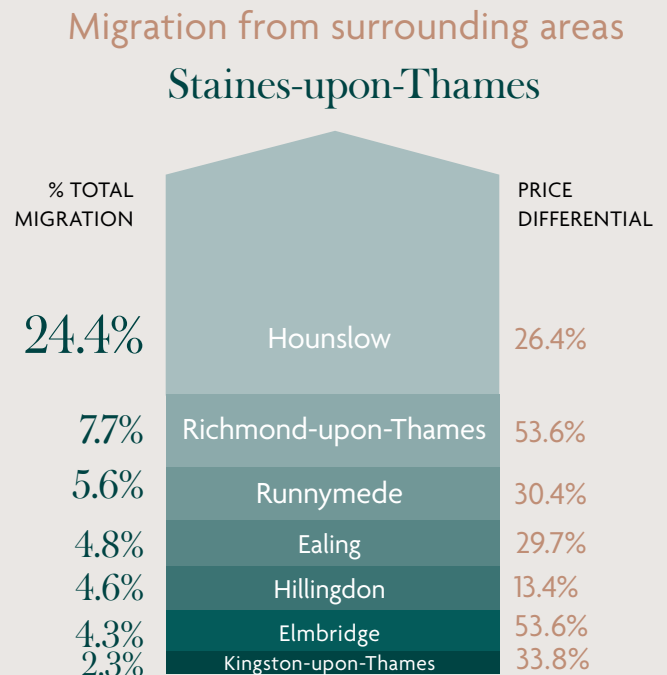 Migration from surrounding areas
Staines-upon-Thames
% TOTAL
MIGRATION
PRICE
DIFFERENTIAL
24.4% Hounslow 26.4%
7.7% Richmond-upon-Thames 53.6%
5.6% Runnymede 30.4%
4.8% Ealing 29.7%
4.6% Hillingdon 13.4%
4.3% Elmbridge 53.6%
2.3% Kingston-upon-Thames 33.8%